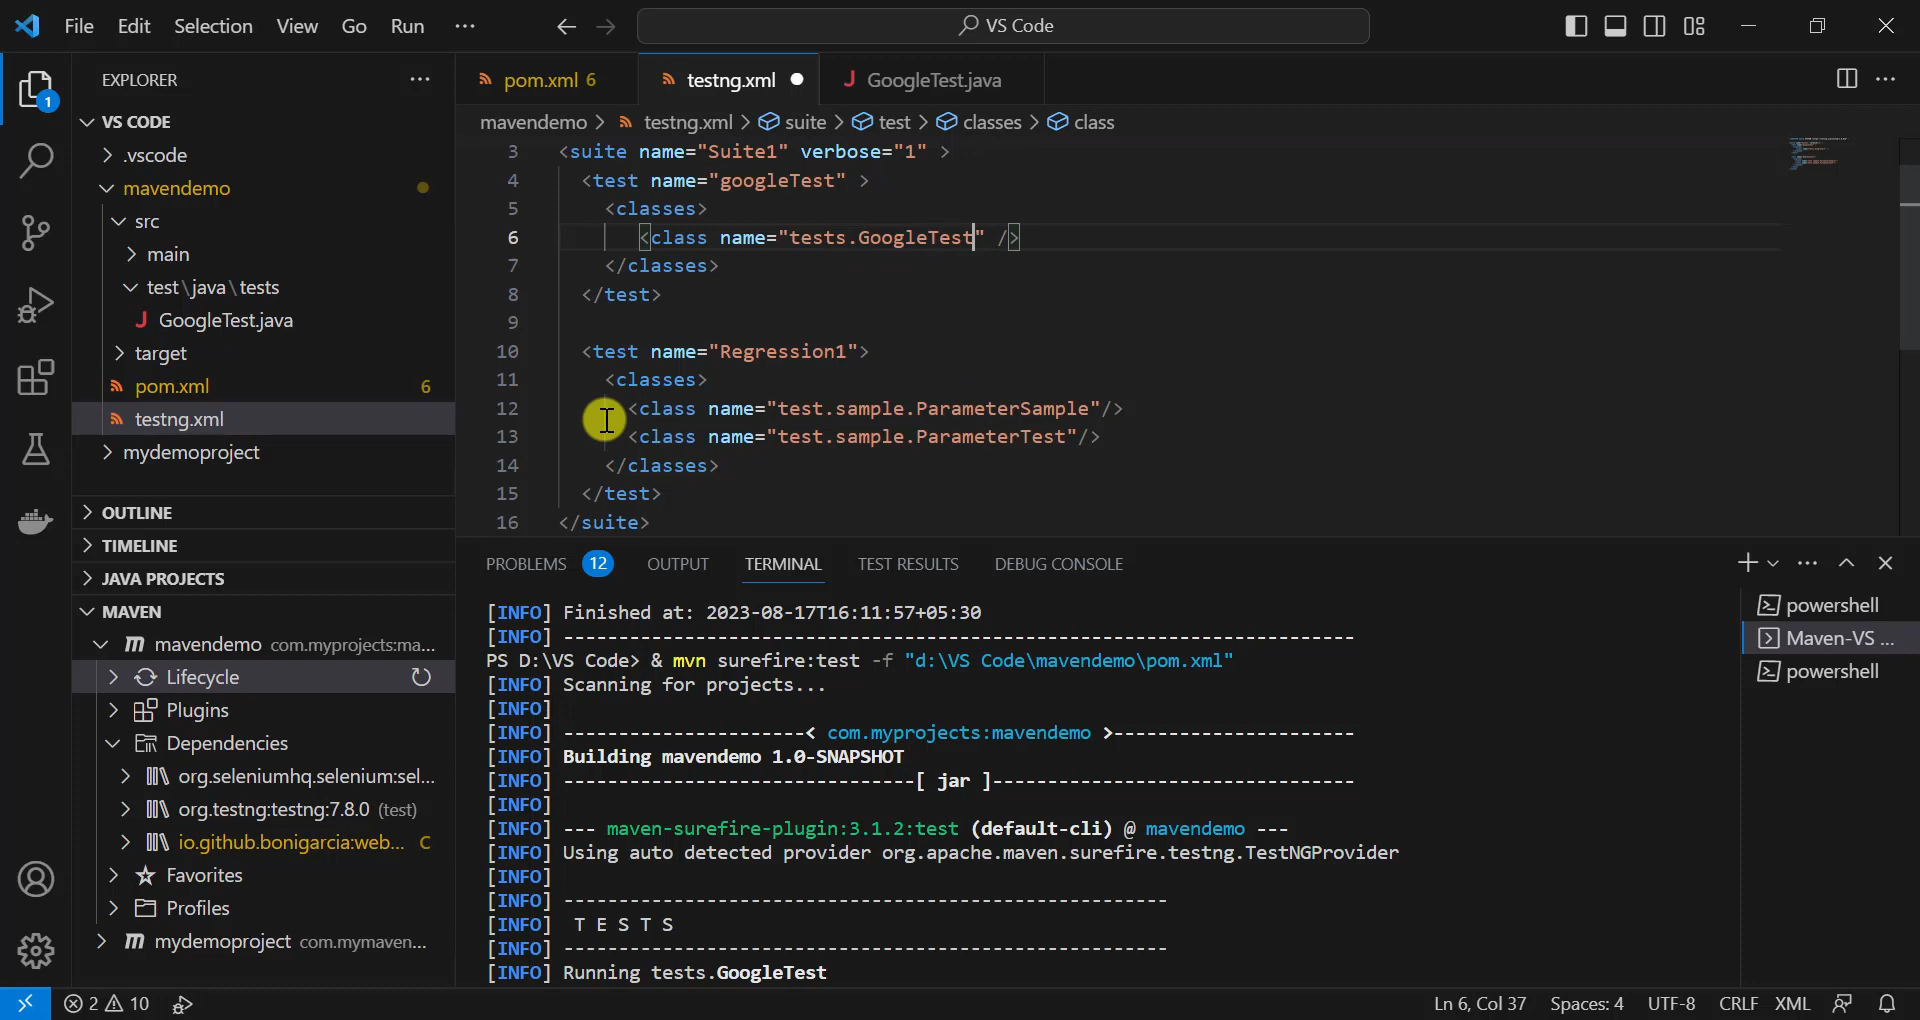 File Edit Selection View Go Run ···
VS Code
EXPLORER
1
VS CODE
.vscode
mavendemo
src
main
test\java\tests
GoogleTest.java
target
pom.xml 6
testng.xml
mydemoproject
OUTLINE
TIMELINE
JAVA PROJECTS
MAVEN
mavendemo com.myprojects:ma...
Lifecycle
Plugins
Dependencies
org.seleniumhq.selenium:sel...
org.testng:testng:7.8.0 (test)
io.github.bonigarcia:web... C
Favorites
Profiles
mydemoproject com.mymaven...
pom.xml 6 testng.xml GoogleTest.java
mavendemo > testng.xml > suite > test > classes > class
3 <suite name="Suite1" verbose="1" >
4 <test name="googleTest" >
5 <classes>
6 <class name="tests.GoogleTest" />
7 </classes>
8 </test>
9
10 <test name="Regression1">
11 <classes>
12 <class name="test.sample.ParameterSample"/>
13 <class name="test.sample.ParameterTest"/>
14 </classes>
15 </test>
16 </suite>
PROBLEMS 12 OUTPUT TERMINAL TEST RESULTS DEBUG CONSOLE
[INFO] Finished at: 2023-08-17T16:11:57+05:30
[INFO] ------------------------------------------------------------------------
PS D:\VS Code> & mvn surefire:test -f "d:\VS Code\mavendemo\pom.xml"
[INFO] Scanning for projects...
[INFO]
[INFO] ----------------------< com.myprojects:mavendemo >----------------------
[INFO] Building mavendemo 1.0-SNAPSHOT
[INFO] --------------------------------[ jar ]---------------------------------
[INFO]
[INFO] --- maven-surefire-plugin:3.1.2:test (default-cli) @ mavendemo ---
[INFO] Using auto detected provider org.apache.maven.surefire.testng.TestNGProvider
[INFO]
[INFO] -------------------------------------------------------
[INFO] T E S T S
[INFO] -------------------------------------------------------
[INFO] Running tests.GoogleTest
powershell
Maven-VS ...
powershell
2 10
Ln 6, Col 37 Spaces: 4 UTF-8 CRLF XML